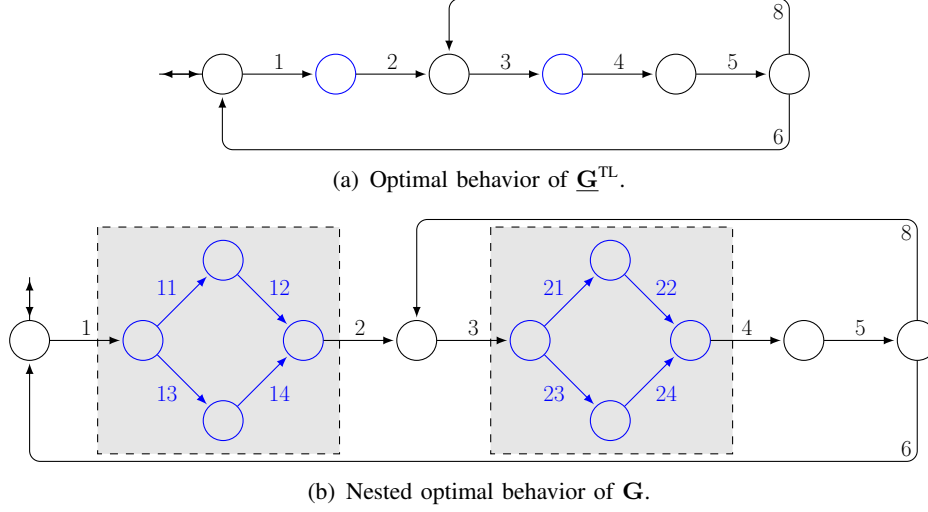 8
1 2 3 4 5
6
(a) Optimal behavior of G^TL.
8
11 12 21 22
1 2 3 4 5
13 14 23 24
6
(b) Nested optimal behavior of G.